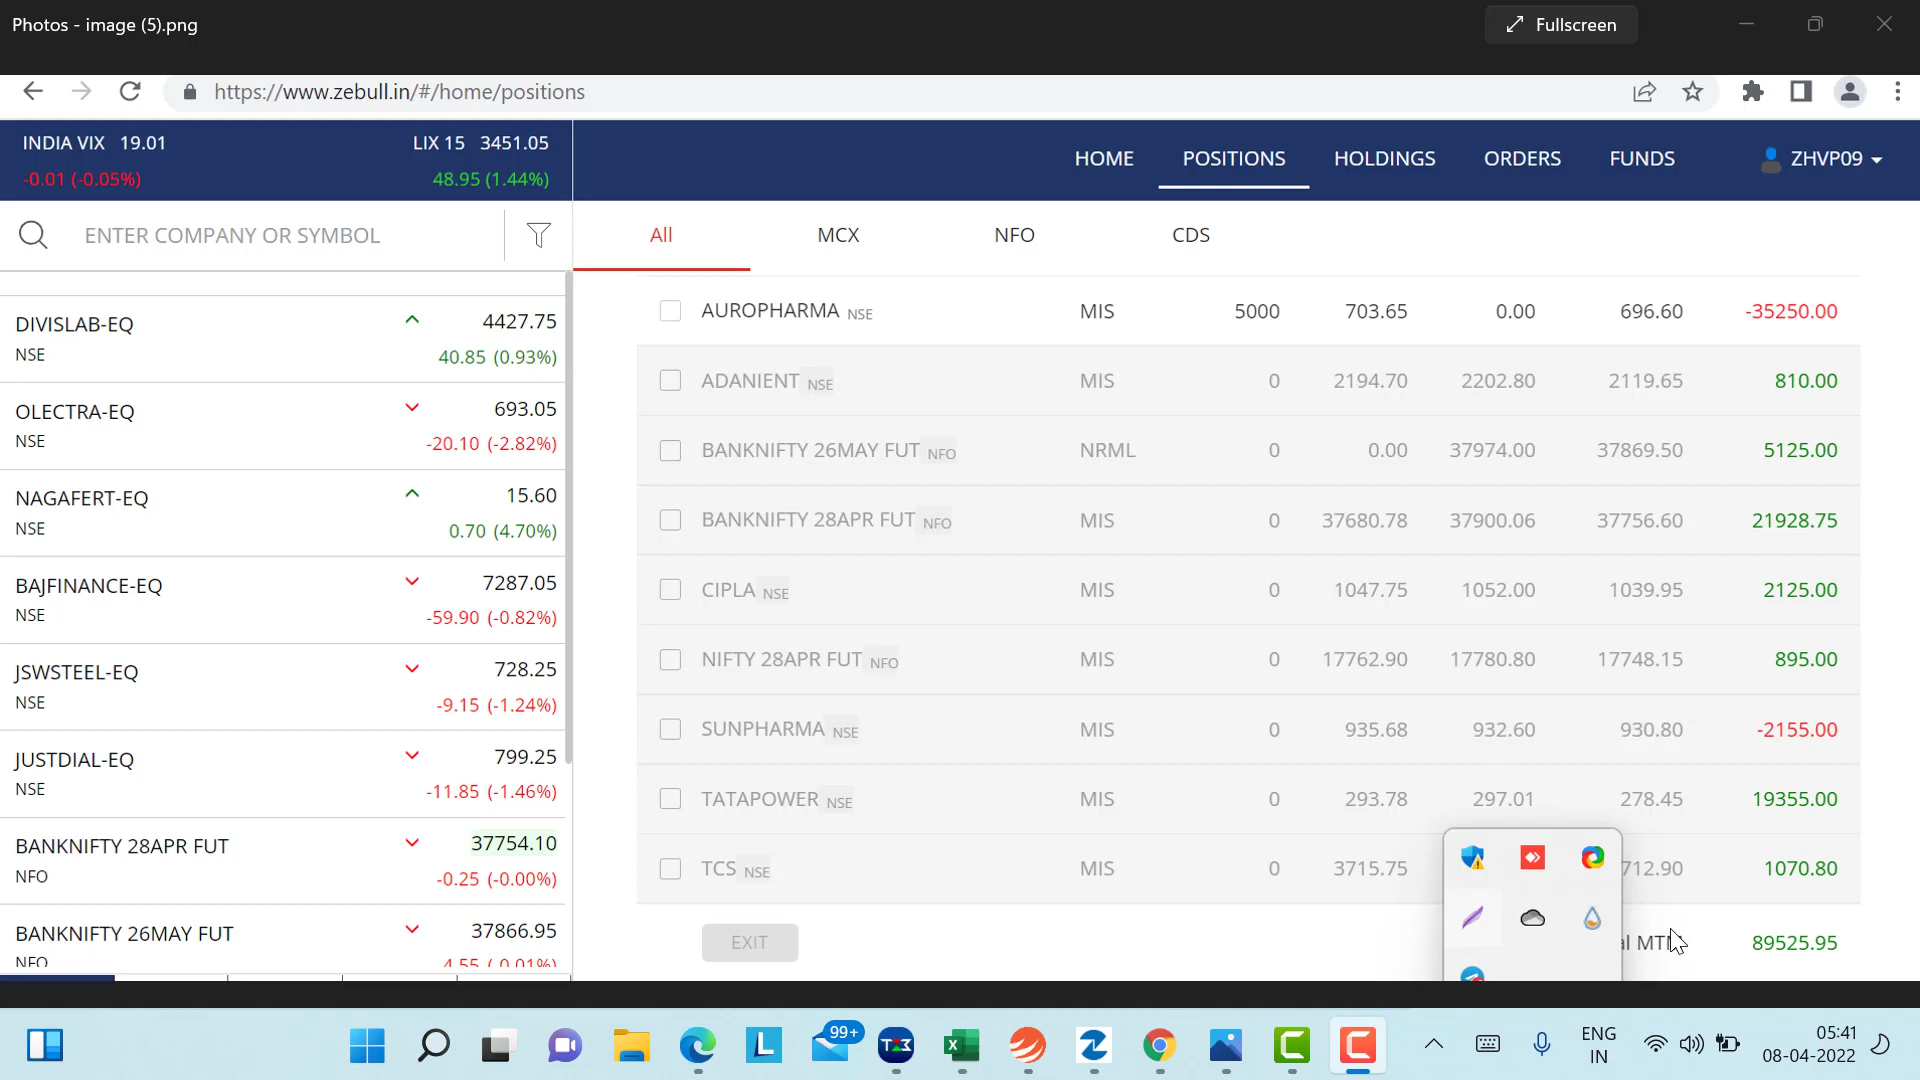 Photos - image (5).png
Fullscreen
https://www.zebull.in/#/home/positions
INDIA VIX 19.01
LIX 15 3451.05
-0.01 (-0.05%)
48.95 (1.44%)
HOME POSITIONS HOLDINGS ORDERS FUNDS ZHVP09
ENTER COMPANY OR SYMBOL
All MCX NFO CDS
DIVISLAB-EQ 4427.75
NSE 40.85 (0.93%)
OLECTRA-EQ 693.05
NSE -20.10 (-2.82%)
NAGAFERT-EQ 15.60
NSE 0.70 (4.70%)
BAJFINANCE-EQ 7287.05
NSE -59.90 (-0.82%)
JSWSTEEL-EQ 728.25
NSE -9.15 (-1.24%)
JUSTDIAL-EQ 799.25
NSE -11.85 (-1.46%)
BANKNIFTY 28APR FUT 37754.10
NFO -0.25 (-0.00%)
BANKNIFTY 26MAY FUT 37866.95
NFO 4.55 (-0.01%)
AUROPHARMA NSE MIS 5000 703.65 0.00 696.60 -35250.00
ADANIENT NSE MIS 0 2194.70 2202.80 2119.65 810.00
BANKNIFTY 26MAY FUT NFO NRML 0 0.00 37974.00 37869.50 5125.00
BANKNIFTY 28APR FUT NFO MIS 0 37680.78 37900.06 37756.60 21928.75
CIPLA NSE MIS 0 1047.75 1052.00 1039.95 2125.00
NIFTY 28APR FUT NFO MIS 0 17762.90 17780.80 17748.15 895.00
SUNPHARMA NSE MIS 0 935.68 932.60 930.80 -2155.00
TATAPOWER NSE MIS 0 293.78 297.01 278.45 19355.00
TCS NSE MIS 0 3715.75 712.90 1070.80
EXIT al MT 89525.95
99+
ENG
IN
05:41
08-04-2022